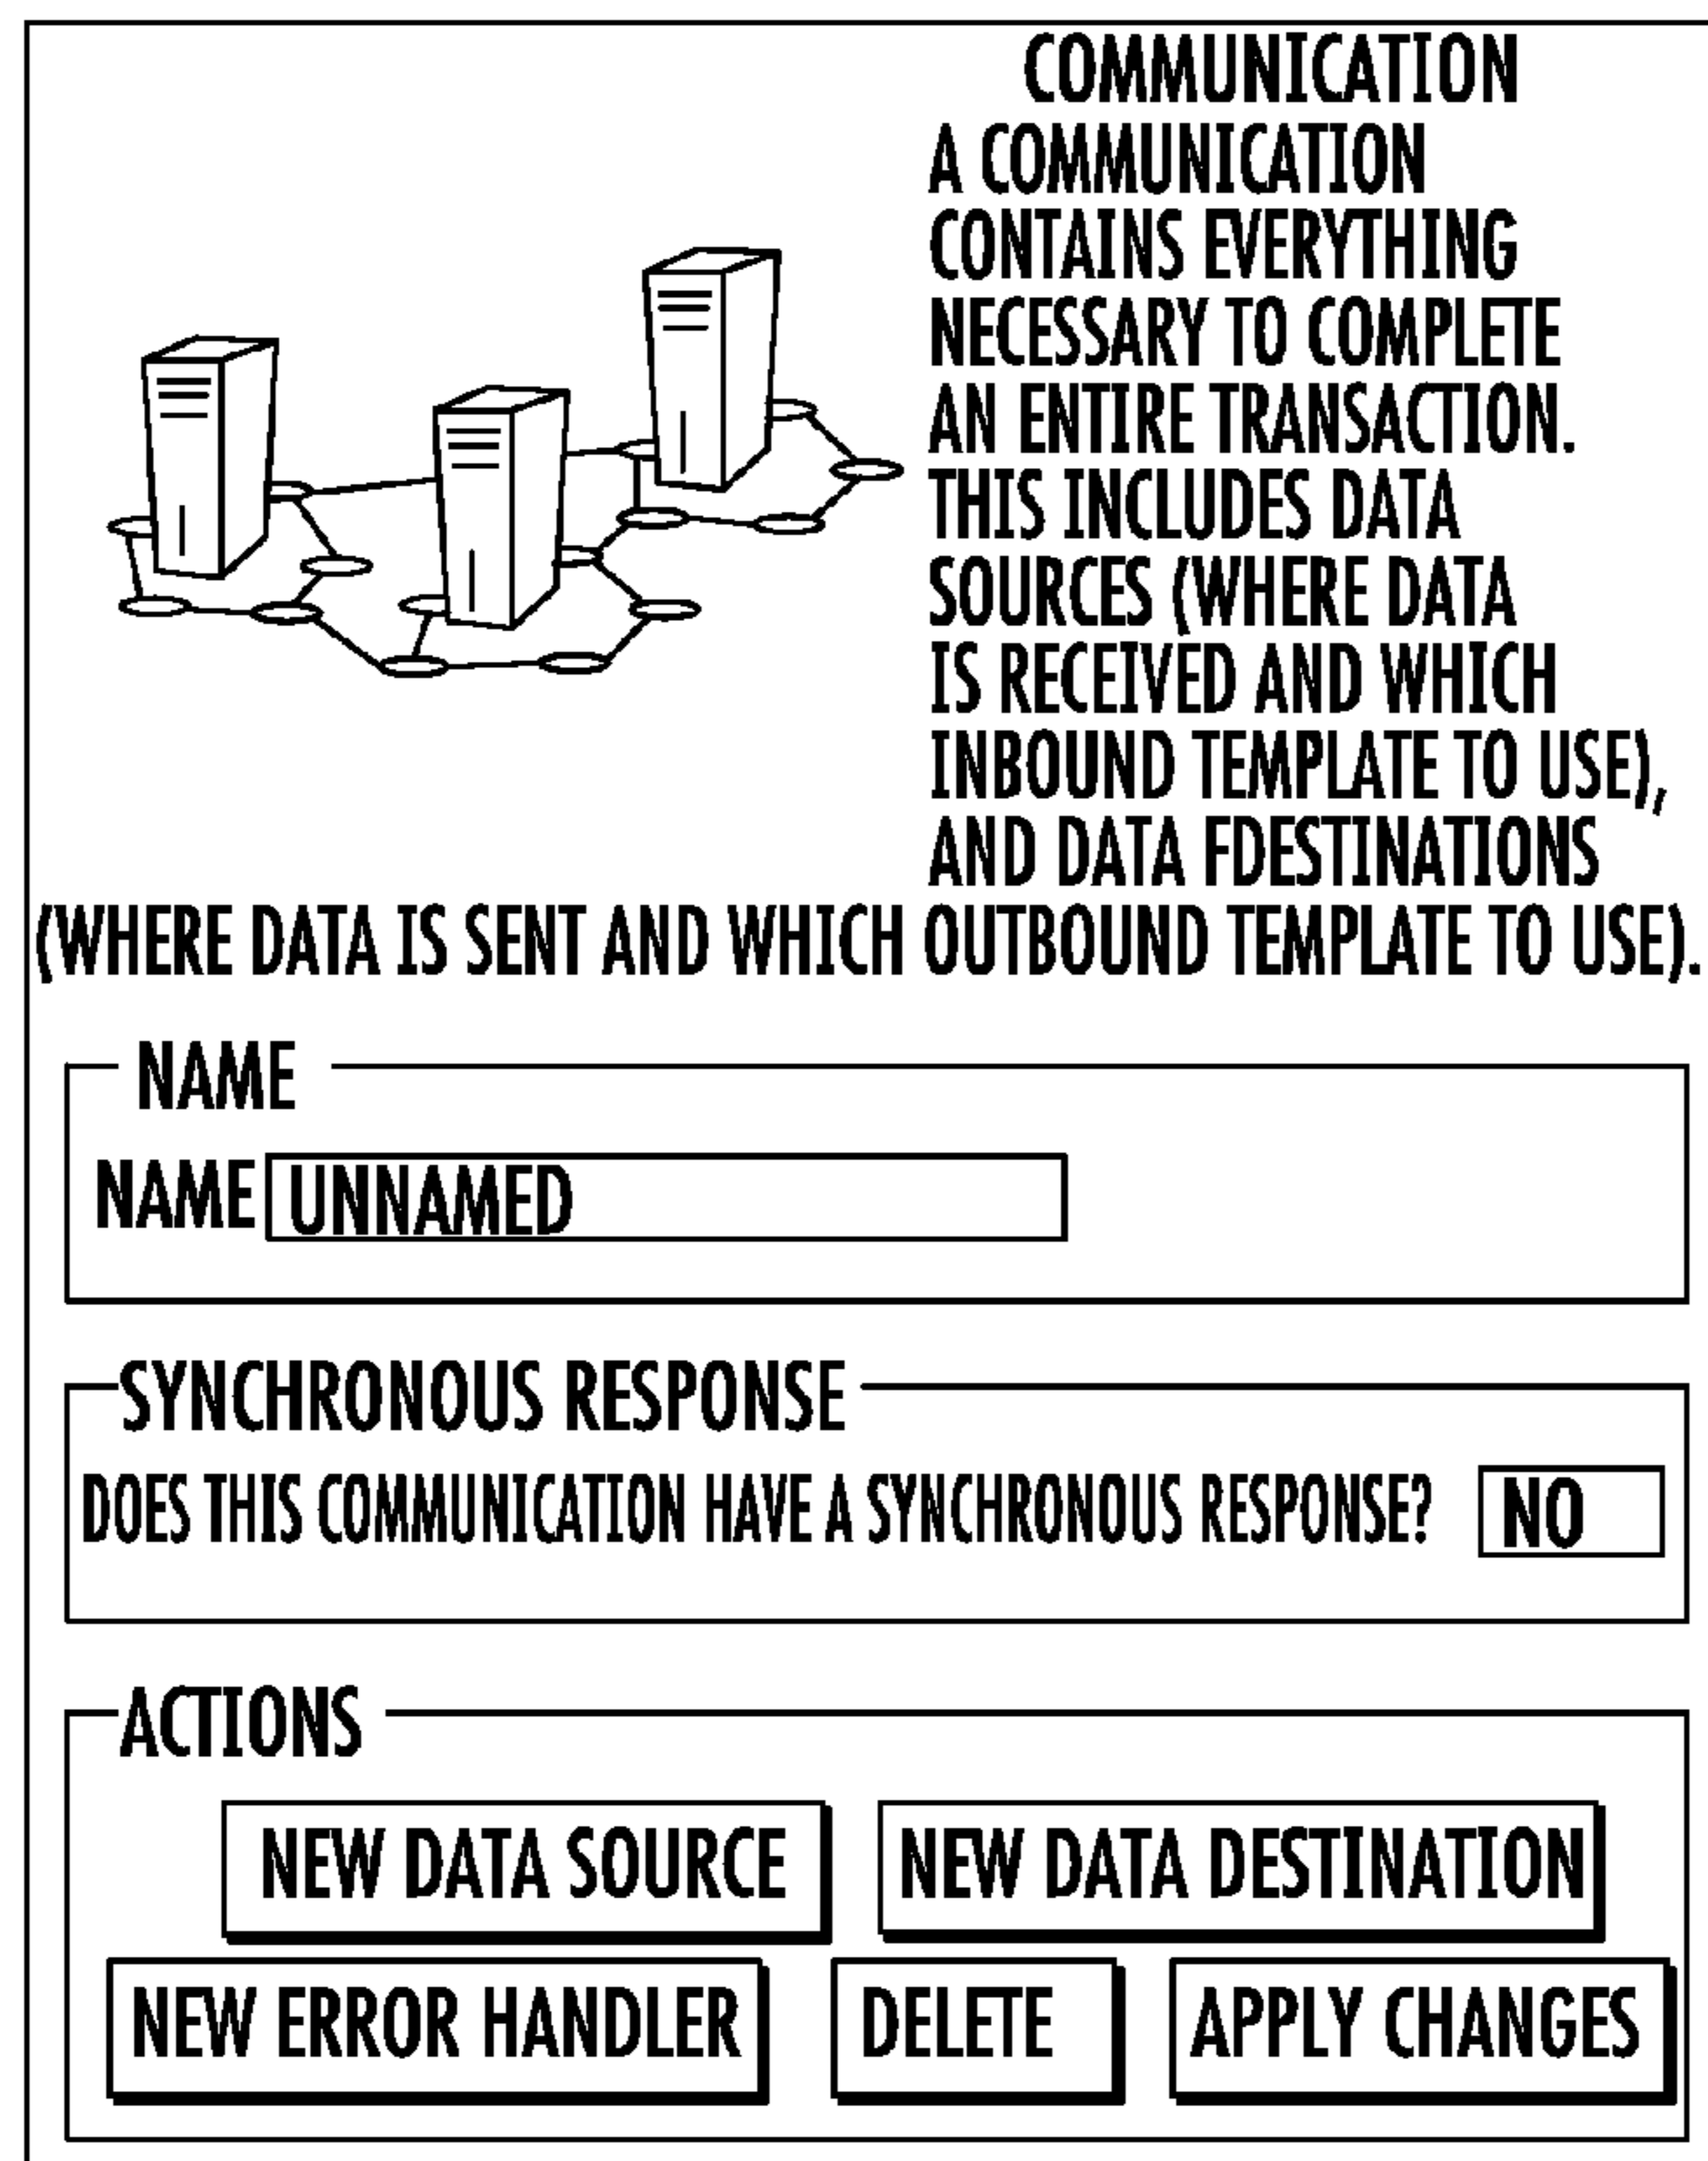 COMMUNICATION
A COMMUNICATION
CONTAINS EVERYTHING
NECESSARY TO COMPLETE
AN ENTIRE TRANSACTION.
THIS INCLUDES DATA
SOURCES (WHERE DATA
IS RECEIVED AND WHICH
INBOUND TEMPLATE TO USE),
AND DATA FDESTINATIONS
(WHERE DATA IS SENT AND WHICH OUTBOUND TEMPLATE TO USE).
NAME
NAME UNNAMED
SYNCHRONOUS RESPONSE
DOES THIS COMMUNICATION HAVE A SYNCHRONOUS RESPONSE? NO
ACTIONS
NEW DATA SOURCE NEW DATA DESTINATION
NEW ERROR HANDLER DELETE APPLY CHANGES